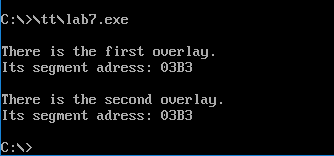 C:\>\tt\lab7.exe
There is the first overlay.
Its segment adress: 03B3
There is the second overlay.
Its segment adress: 03B3
C:\>